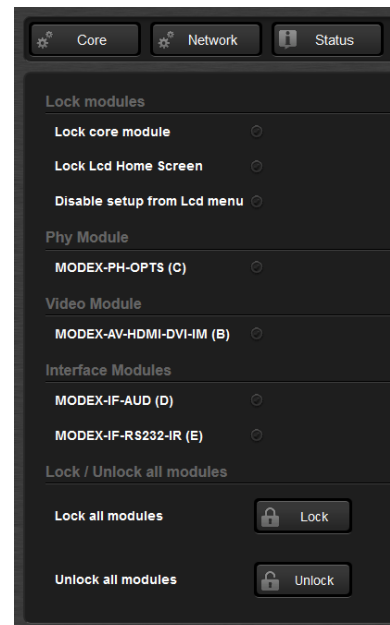 Core Network Status
Lock modules
Lock core module
Lock Lcd Home Screen
Disable setup from Lcd menu
Phy Module
MODEX-PH-OPTS (C)
Video Module
MODEX-AV-HDMI-DVI-IM (B)
Interface Modules
MODEX-IF-AUD (D)
MODEX-IF-RS232-IR (E)
Lock / Unlock all modules
Lock all modules Lock
Unlock all modules Unlock